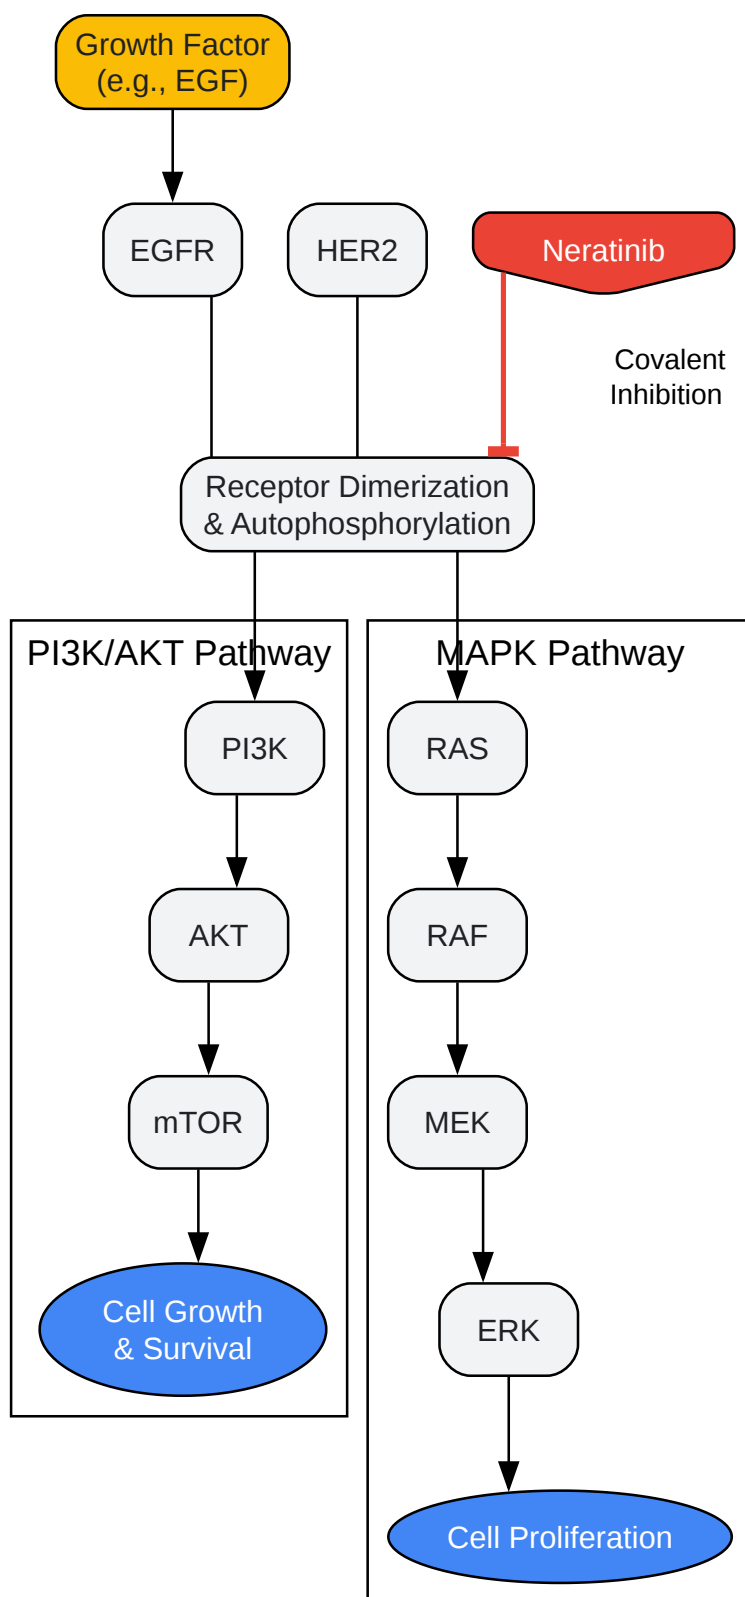 Growth Factor
(e.g., EGF)
EGFR
HER2
Neratinib
Covalent
Inhibition
Receptor Dimerization
& Autophosphorylation
PI3K/AKT Pathway
MAPK Pathway
PI3K
RAS
AKT
RAF
mTOR
MEK
Cell Growth
& Survival
ERK
Cell Proliferation